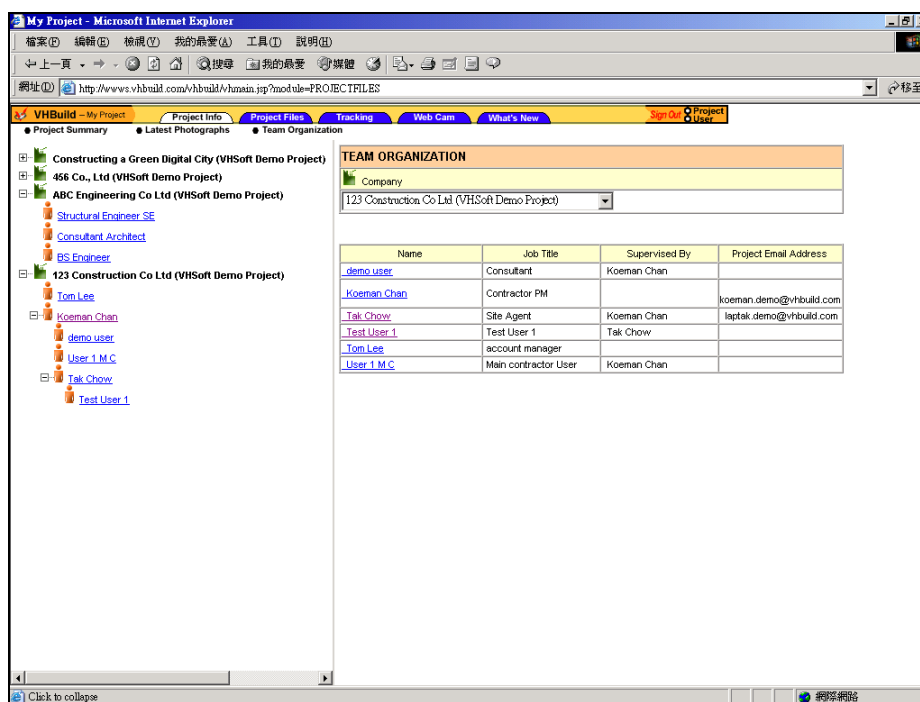 My Project - Microsoft Internet Explorer
檔案(F) 編輯(E) 檢視(V) 我的最愛(A) 工具(T) 說明(H)
上一頁 搜尋 我的最愛 媒體
網址(D) http://www.vhbuild.com/vhbuild/vhmain.jsp?module=PROJECTFILES 移至
VHBuild – My Project Project Info Project Files Tracking Web Cam What's New Sign Out Project User
Project Summary Latest Photographs Team Organization
Constructing a Green Digital City (VHSoft Demo Project)
456 Co., Ltd (VHSoft Demo Project)
ABC Engineering Co Ltd (VHSoft Demo Project)
Structural Engineer SE
Consultant Architect
BS Engineer
123 Construction Co Ltd (VHSoft Demo Project)
Tom Lee
Koeman Chan
demo user
User 1 M C
Tak Chow
Test User 1
TEAM ORGANIZATION
Company
123 Construction Co Ltd (VHSoft Demo Project)
Name Job Title Supervised By Project Email Address
demo user Consultant Koeman Chan
Koeman Chan Contractor PM koeman.demo@vhbuild.com
Tak Chow Site Agent Koeman Chan laptak.demo@vhbuild.com
Test User 1 Test User 1 Tak Chow
Tom Lee account manager
User 1 M C Main contractor User Koeman Chan
Click to collapse 網際網路